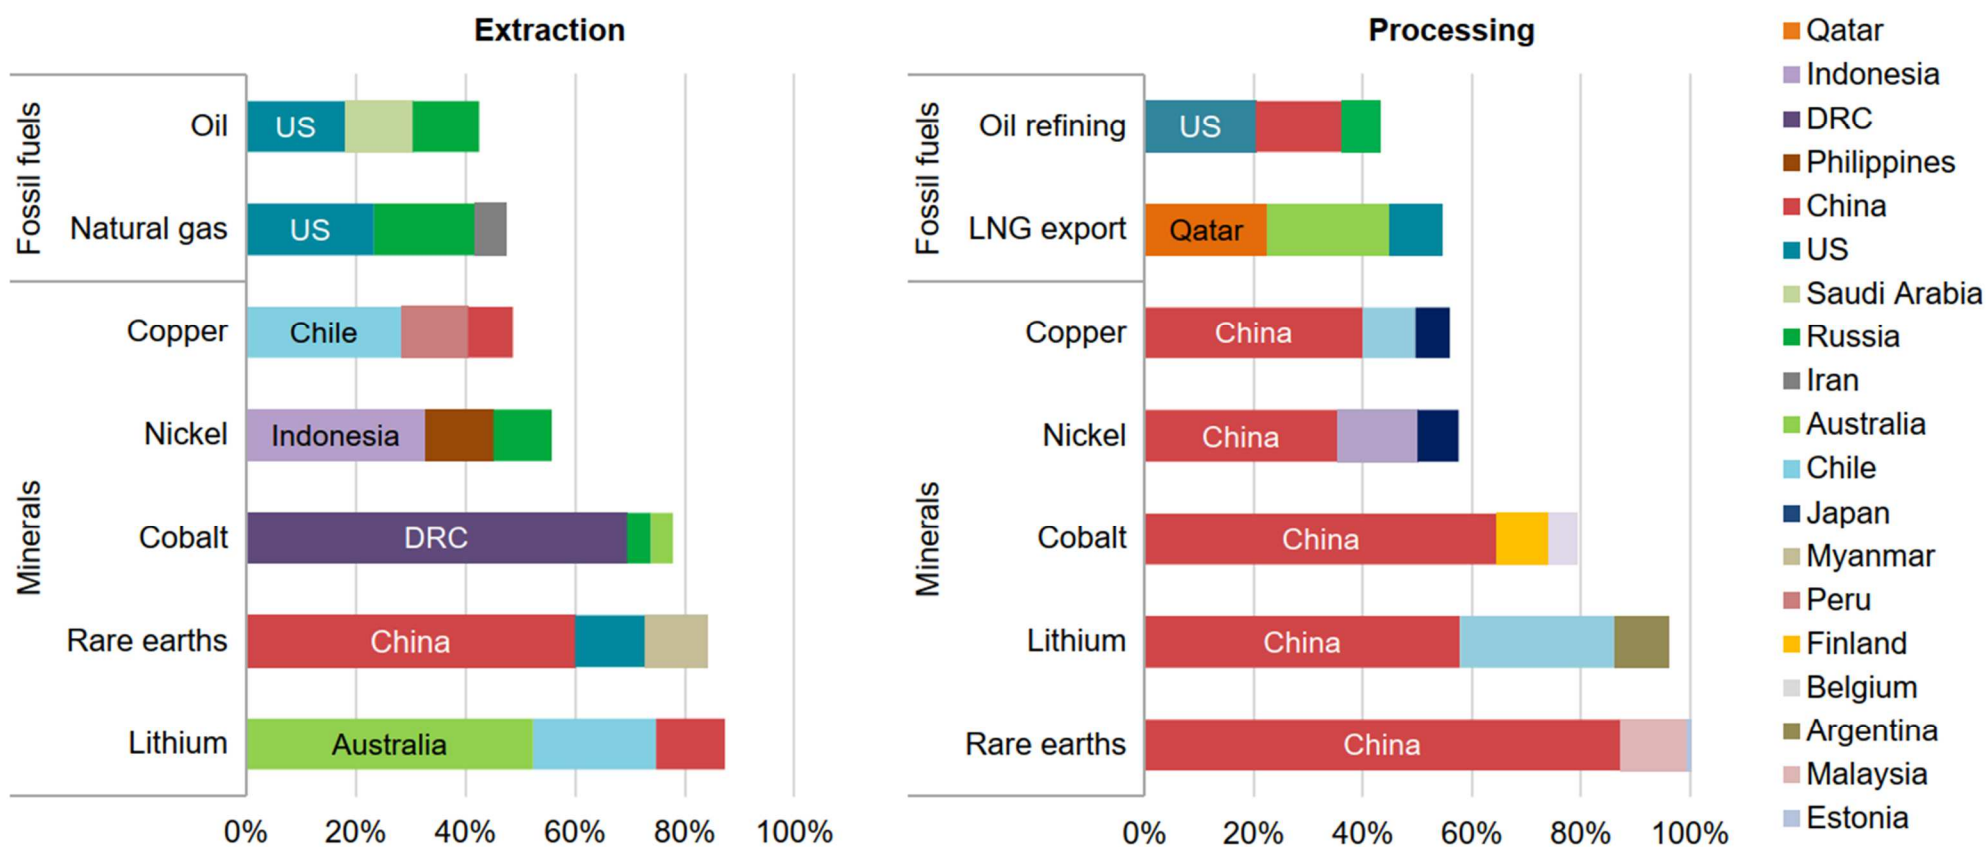 Extraction
Fossil fuels
Oil
US
Natural gas
US
Minerals
Copper
Chile
Nickel
Indonesia
Cobalt
DRC
Rare earths
China
Lithium
Australia
0% 20% 40% 60% 80% 100%
Processing
Fossil fuels
Oil refining
US
LNG export
Qatar
Minerals
Copper
China
Nickel
China
Cobalt
China
Lithium
China
Rare earths
China
0% 20% 40% 60% 80% 100%
Qatar
Indonesia
DRC
Philippines
China
US
Saudi Arabia
Russia
Iran
Australia
Chile
Japan
Myanmar
Peru
Finland
Belgium
Argentina
Malaysia
Estonia